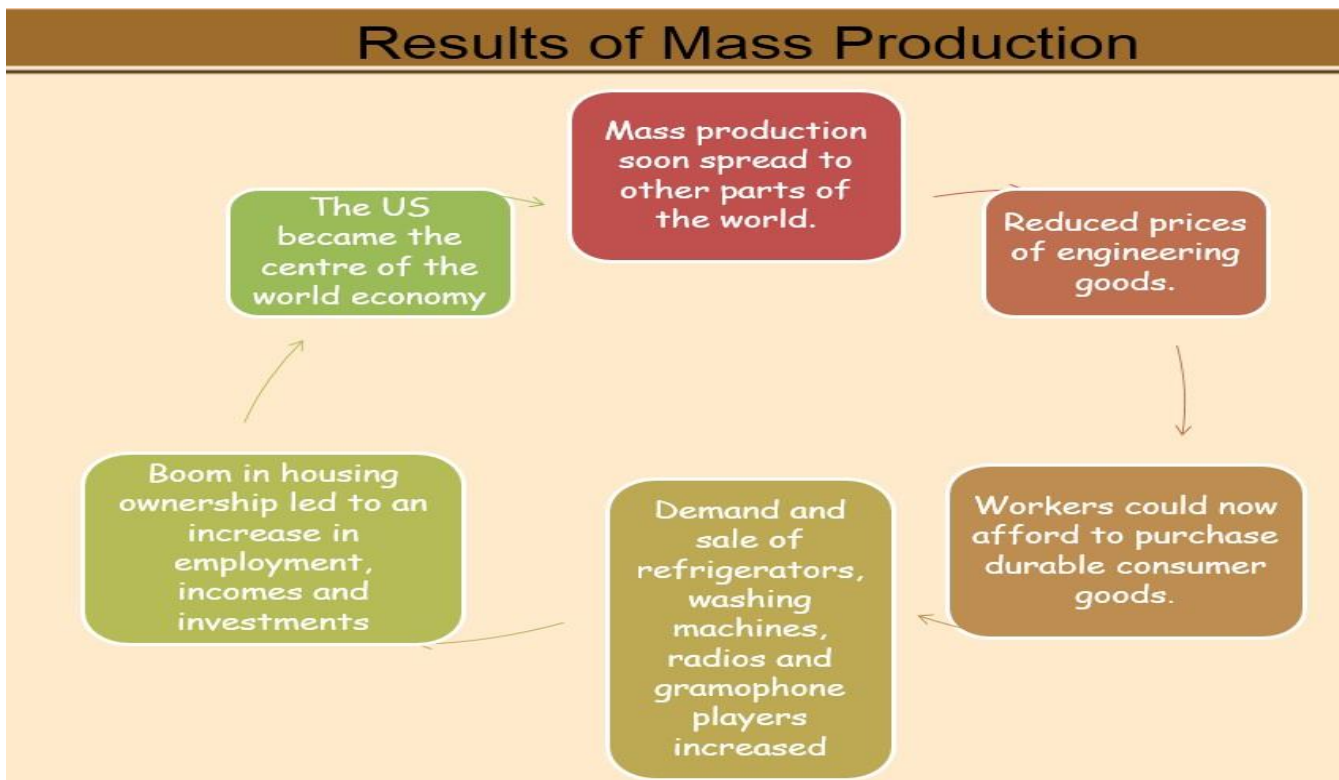 Results of Mass Production
Mass production
soon spread to
other parts of
the world.
Reduced prices
of engineering
goods.
Workers could now
afford to purchase
durable consumer
goods.
Demand and
sale of
refrigerators,
washing
machines,
radios and
gramophone
players
increased
Boom in housing
ownership led to an
increase in
employment,
incomes and
investments
The US
became the
centre of the
world economy